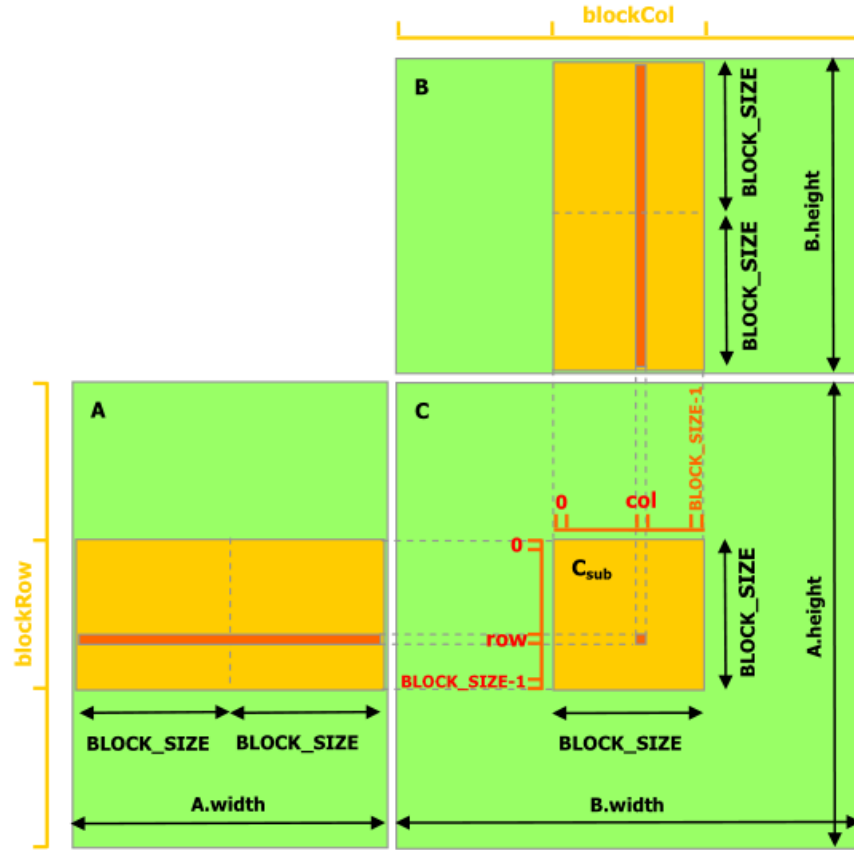 blockCol
B
BLOCK_SIZE
BLOCK_SIZE
B.height
A
C
BLOCK_SIZE-1
0
col
0
C_sub
BLOCK_SIZE
A.height
blockRow
row
BLOCK_SIZE-1
BLOCK_SIZE
BLOCK_SIZE
BLOCK_SIZE
A.width
B.width